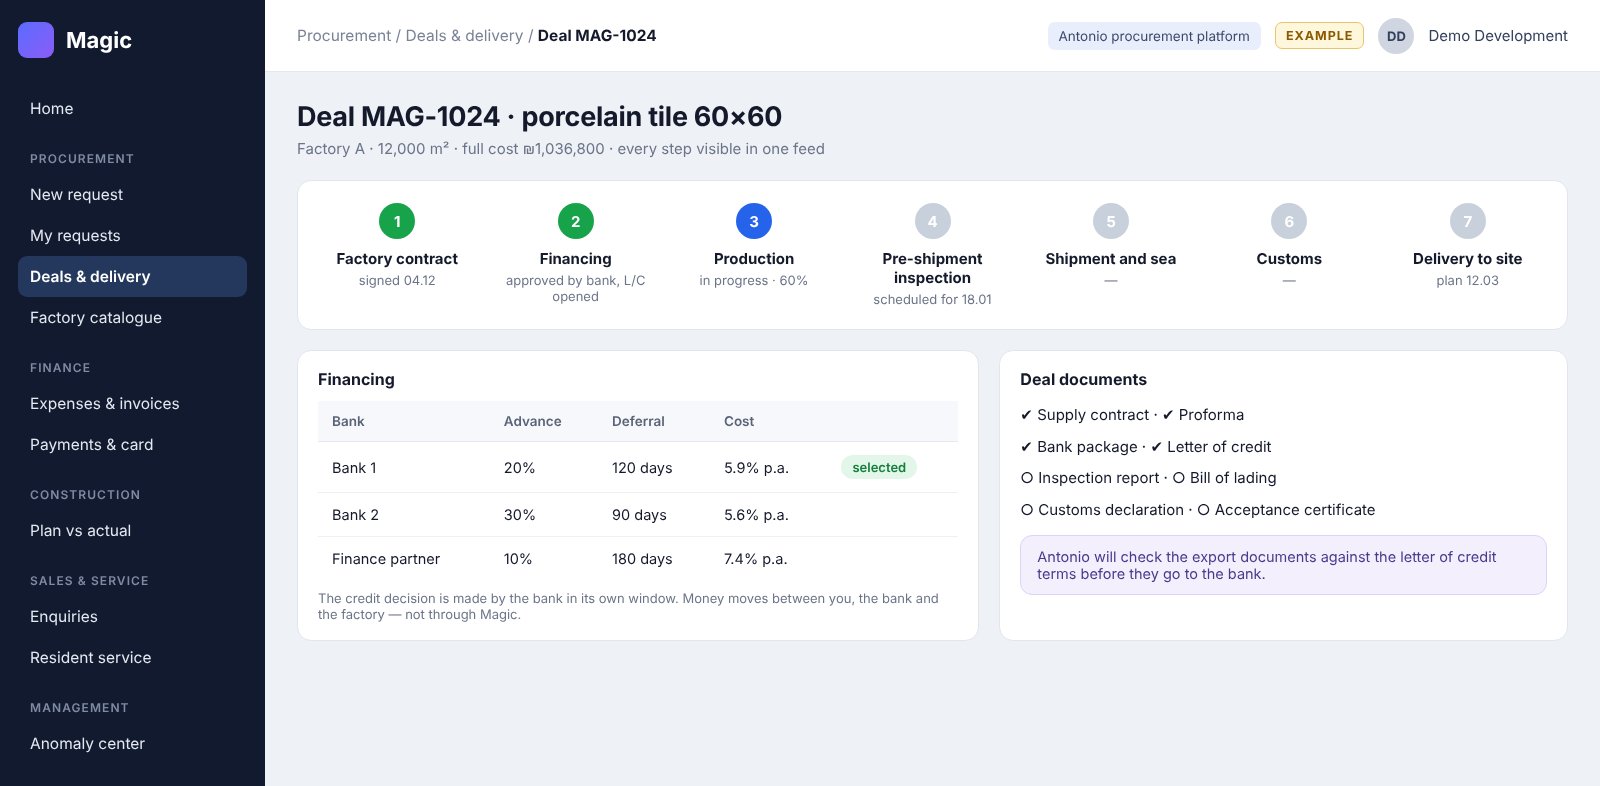 Magic
Home
PROCUREMENT
New request
My requests
Deals & delivery
Factory catalogue
FINANCE
Expenses & invoices
Payments & card
CONSTRUCTION
Plan vs actual
SALES & SERVICE
Enquiries
Resident service
MANAGEMENT
Anomaly center
Procurement / Deals & delivery / Deal MAG-1024
Antonio procurement platform
EXAMPLE
DD
Demo Development
Deal MAG-1024 · porcelain tile 60×60
Factory A · 12,000 m² · full cost ₪1,036,800 · every step visible in one feed
1
Factory contract
signed 04.12
2
Financing
approved by bank, L/C
opened
3
Production
in progress · 60%
4
Pre-shipment
inspection
scheduled for 18.01
5
Shipment and sea
—
6
Customs
—
7
Delivery to site
plan 12.03
Financing
Bank Advance Deferral Cost
Bank 1 20% 120 days 5.9% p.a. selected
Bank 2 30% 90 days 5.6% p.a.
Finance partner 10% 180 days 7.4% p.a.
The credit decision is made by the bank in its own window. Money moves between you, the bank and
the factory — not through Magic.
Deal documents
✔ Supply contract · ✔ Proforma
✔ Bank package · ✔ Letter of credit
○ Inspection report · ○ Bill of lading
○ Customs declaration · ○ Acceptance certificate
Antonio will check the export documents against the letter of credit
terms before they go to the bank.